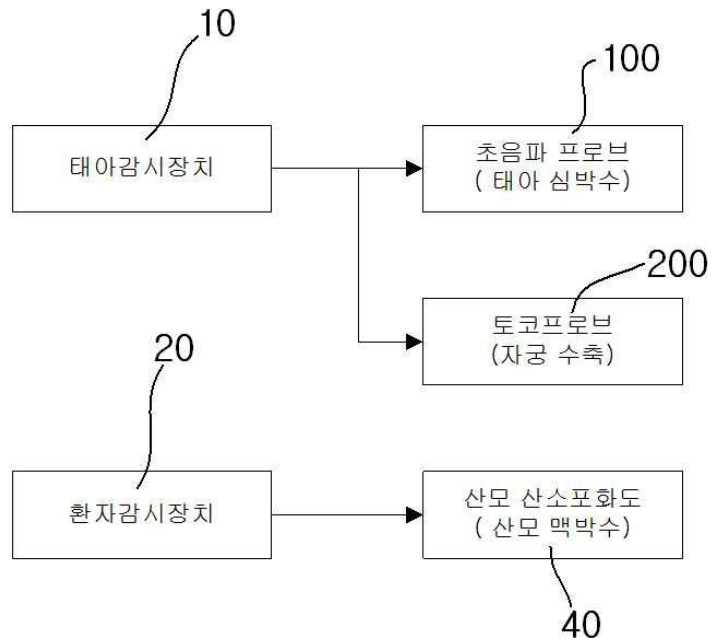 10
100
태아감시장치
초음파 프로브
( 태아 심박수)
200
토코프로브
(자궁 수축)
20
환자감시장치
산모 산소포화도
( 산모 맥박수)
40